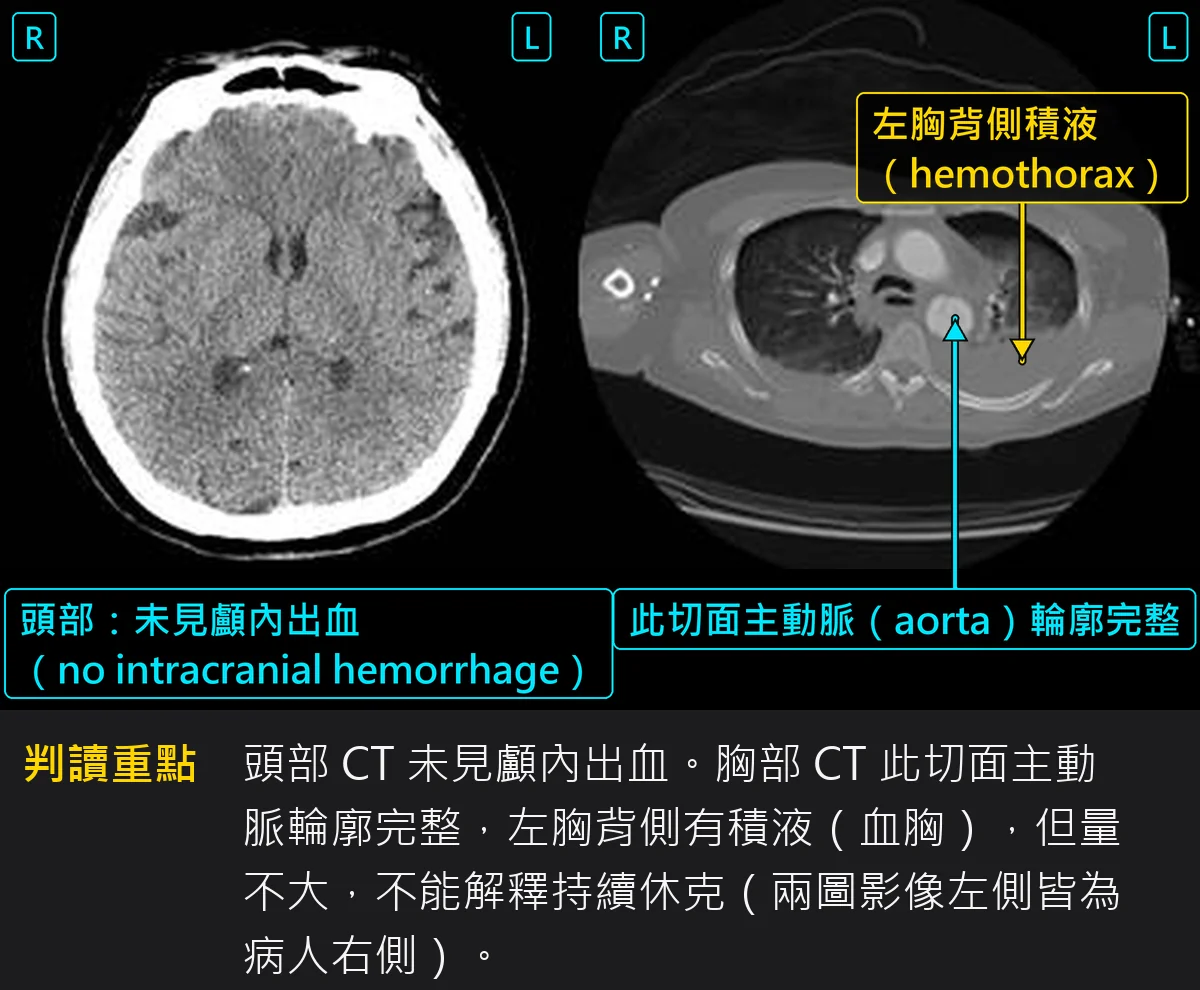 R
L
R
L
左胸背側積液
（hemothorax）
頭部：未見顱內出血
（no intracranial hemorrhage）
此切面主動脈（aorta）輪廓完整
判讀重點
頭部 CT 未見顱內出血。胸部 CT 此切面主動
脈輪廓完整，左胸背側有積液（血胸），但量
不大，不能解釋持續休克（兩圖影像左側皆為
病人右側）。